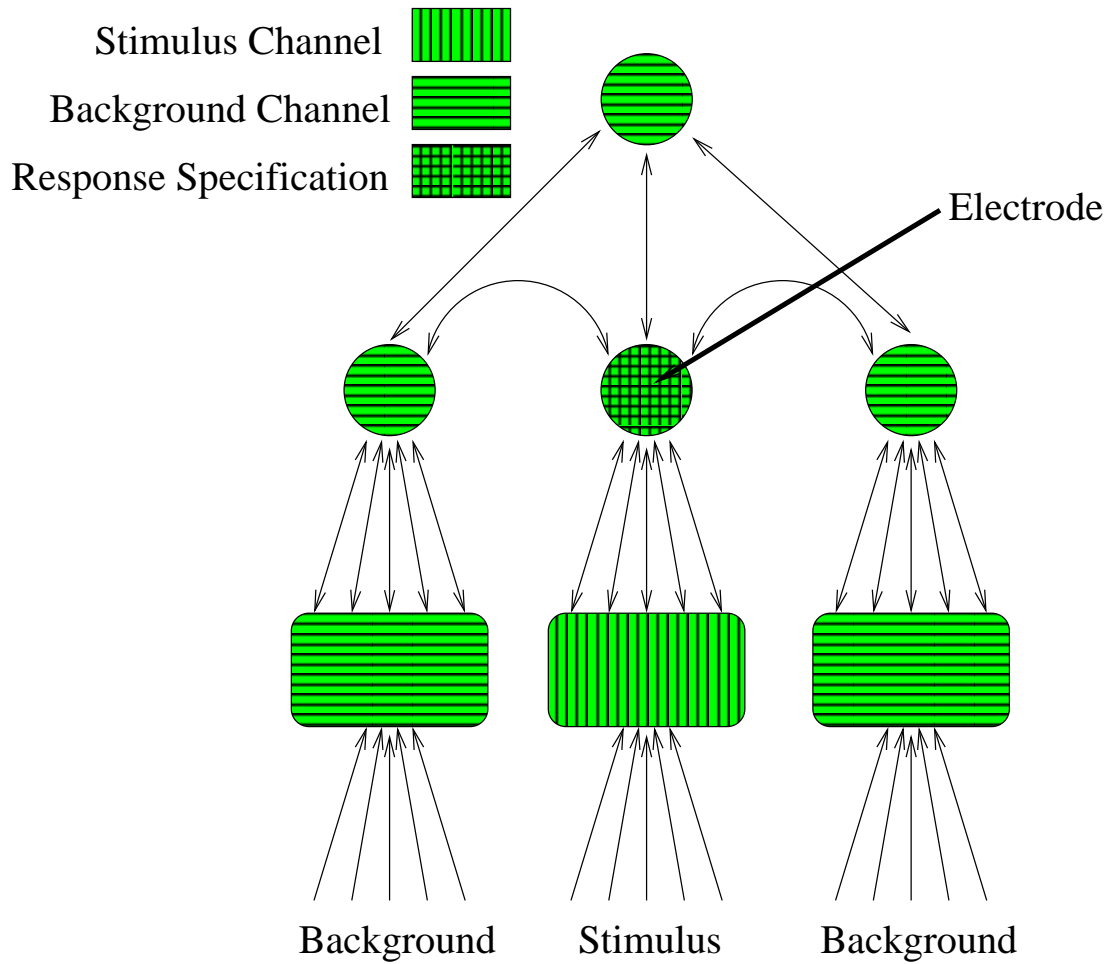 Stimulus Channel
Background Channel
Response Specification
Electrode
Background
Stimulus
Background